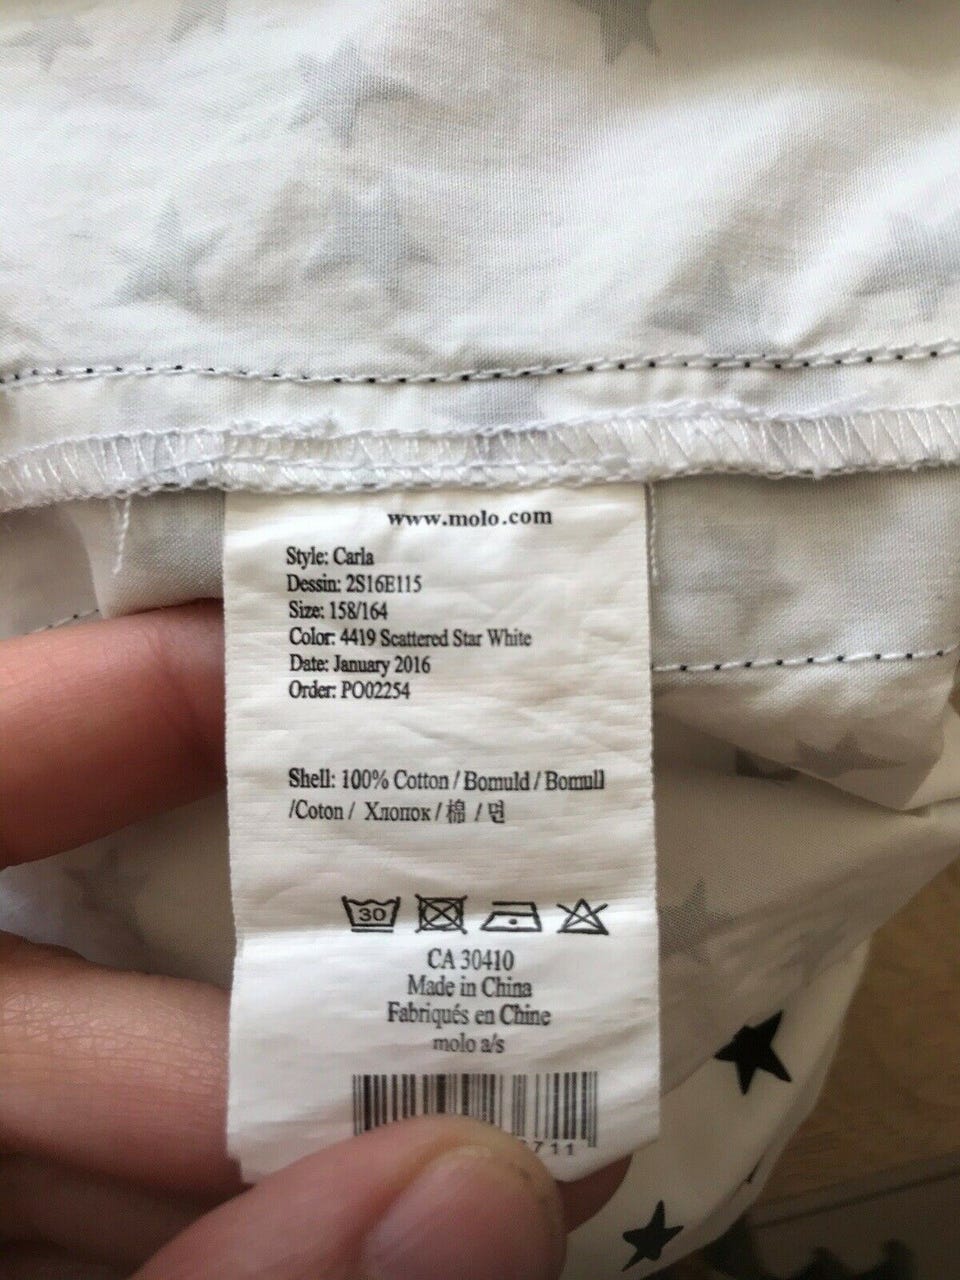 www.molo.com
Style: Carla
Dessin: 2S16E115
Size: 158/164
Color: 4419 Scattered Star White
Date: January 2016
Order: PO02254
Shell: 100% Cotton / Bomuld / Bomull
/Coton / Хлопок / 棉 / 면
30
CA 30410
Made in China
Fabriqués en Chine
molo a/s
711